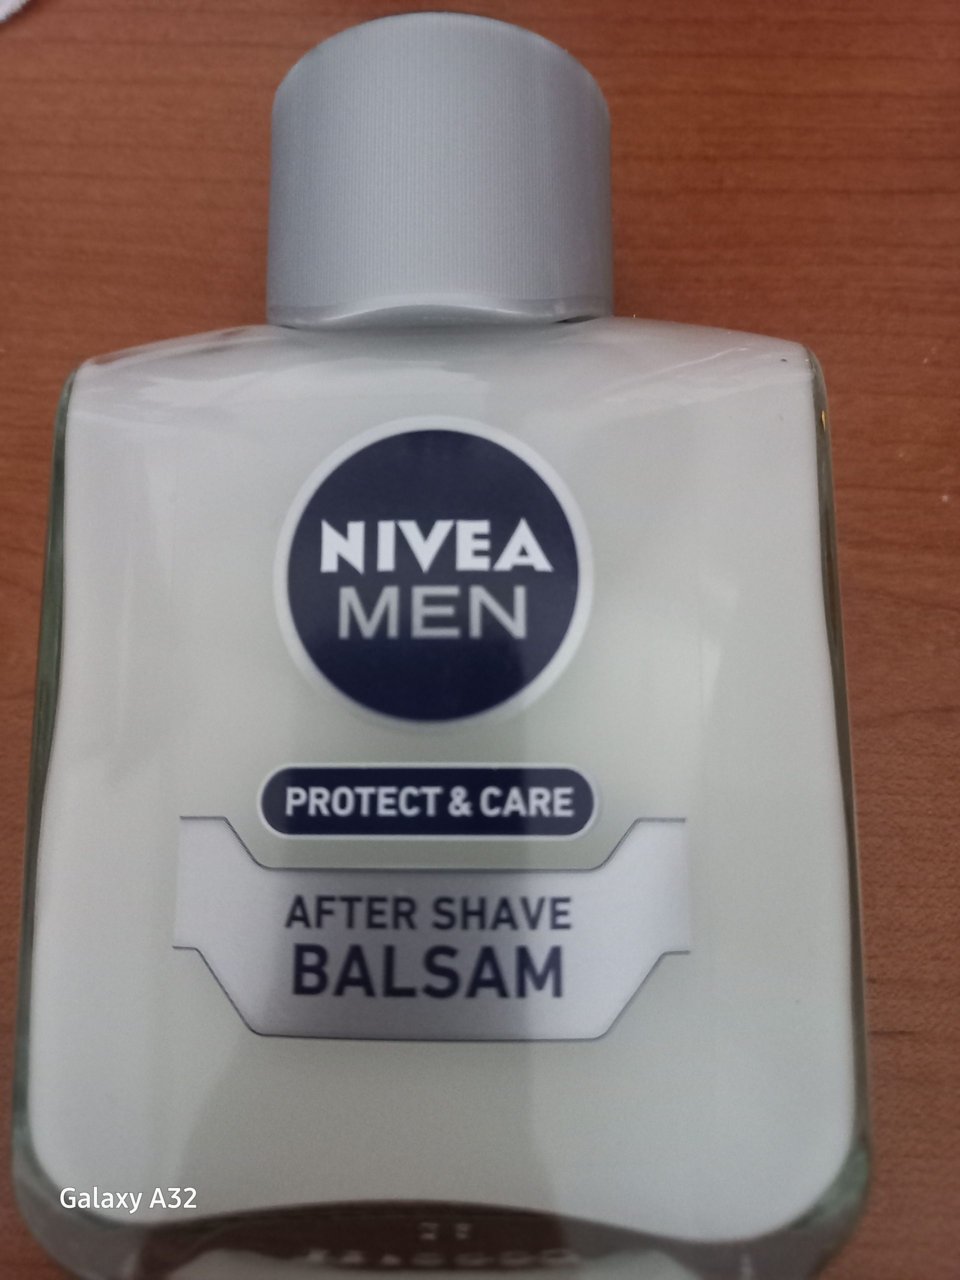 NIVEA
MEN
PROTECT & CARE
AFTER SHAVE
BALSAM
Galaxy A32